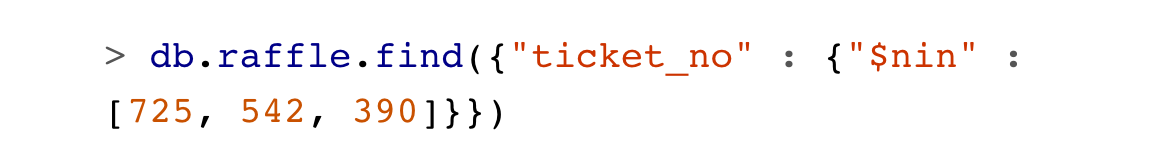 > db.raffle.find({"ticket_no" : {"$nin" :
[725, 542, 390]}})